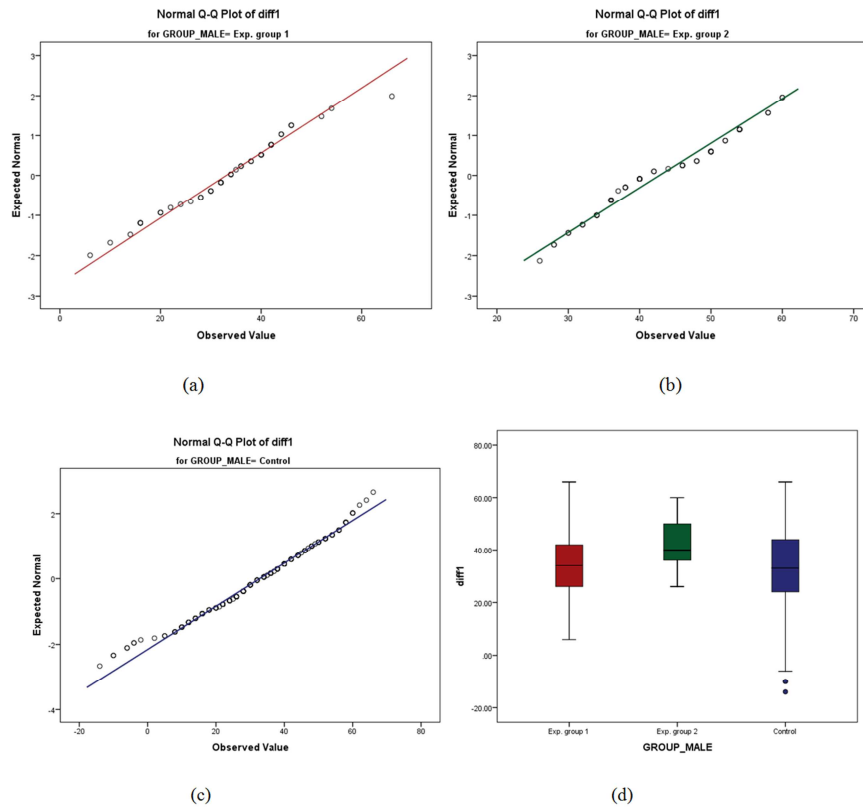 Normal Q-Q Plot of diff1
for GROUP_MALE= Exp. group 1
Expected Normal
3
2
1
0
-1
-2
-3
0
20
40
60
Observed Value
(a)
Normal Q-Q Plot of diff1
for GROUP_MALE= Exp. group 2
Expected Normal
3
2
1
0
-1
-2
-3
20
30
40
50
60
70
Observed Value
(b)
Normal Q-Q Plot of diff1
for GROUP_MALE= Control
Expected Normal
2
0
-2
-4
-20
0
20
40
60
80
Observed Value
(c)
diff1
80.00
60.00
40.00
20.00
.00
-20.00
Exp. group 1
Exp. group 2
Control
GROUP_MALE
(d)